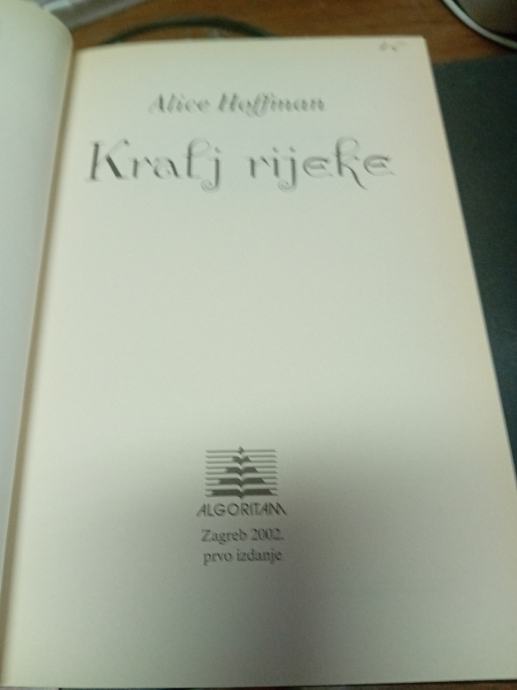 Alice Hoffman
Kralj rijeke
ALGORITAM
Zagreb 2002.
prvo izdanje